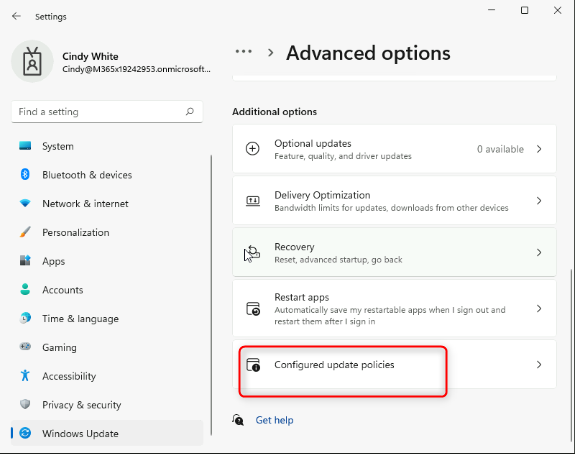 Settings
Cindy White
Cindy@M365x19242953.onmicrosoft...
Find a setting
System
Bluetooth & devices
Network & internet
Personalization
Apps
Accounts
Time & language
Gaming
Accessibility
Privacy & security
Windows Update
... > Advanced options
Additional options
Optional updates
Feature, quality, and driver updates
0 available
Delivery Optimization
Bandwidth limits for updates, downloads from other devices
Recovery
Reset, advanced startup, go back
Restart apps
Automatically save my restartable apps when I sign out and
restart them after I sign in
Configured update policies
Get help